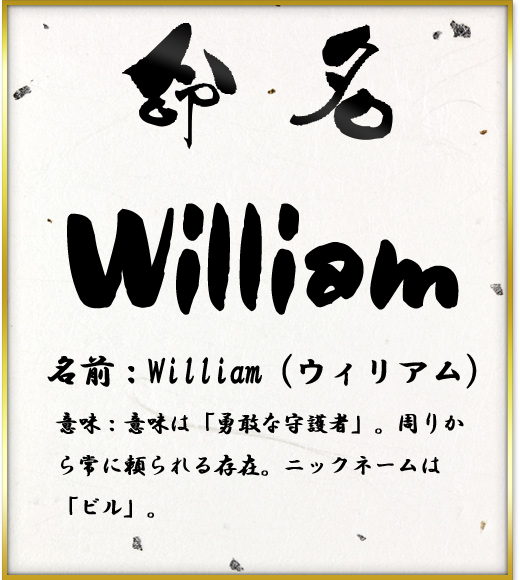 命名
William
名前：William（ウィリアム）
意味：意味は「勇敢な守護者」。周りか
ら常に頼られる存在。ニックネームは
「ビル」。